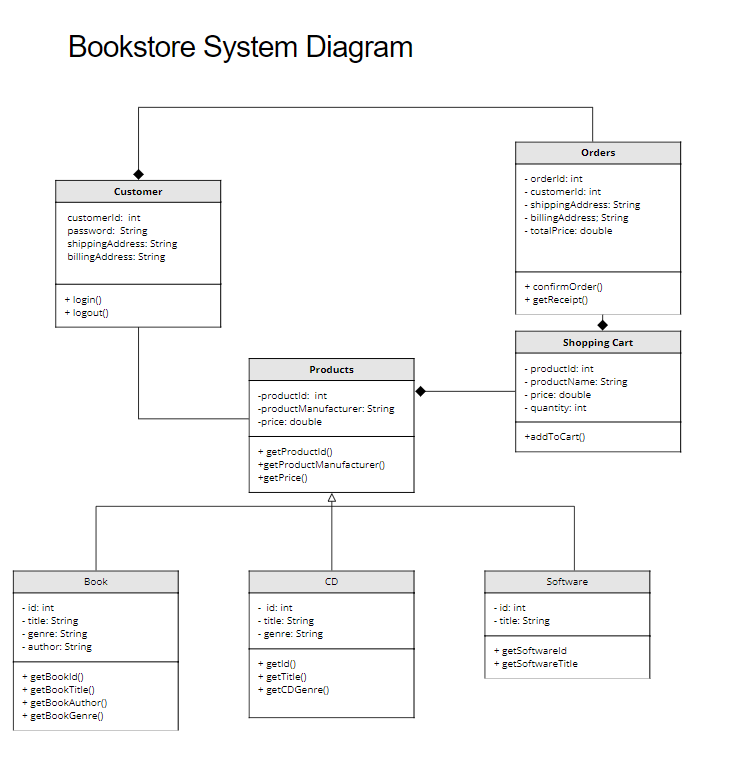 Bookstore System Diagram
Customer
customerId:  int
password:  String
shippingAddress: String
billingAddress: String
+ login()
+ logout()
Orders
- orderId: int
- customerId: int
- shippingAddress: String
- billingAddress; String
- totalPrice: double
+ confirmOrder()
+ getReceipt()
Shopping Cart
- productId: int
- productName: String
- price: double
- quantity: int
+addToCart()
Products
-productId:  int
-productManufacturer: String
-price: double
+ getProductId()
+getProductManufacturer()
+getPrice()
Book
- id: int
- title: String
- genre: String
- author: String
+ getBookId()
+ getBookTitle()
+ getBookAuthor()
+ getBookGenre()
CD
-  id: int
- title: String
- genre: String
+ getId()
+ getTitle()
+ getCDGenre()
Software
- id: int
- title: String
+ getSoftwareId
+ getSoftwareTitle